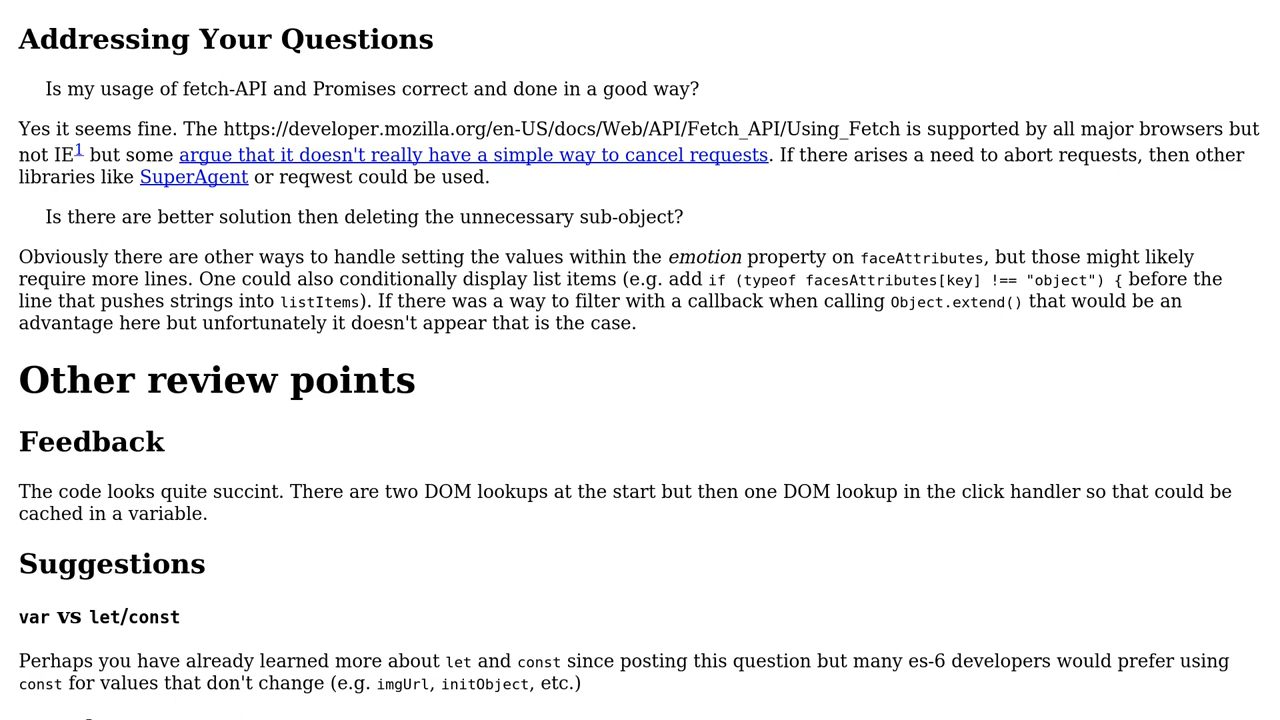 Addressing Your Questions
Is my usage of fetch-API and Promises correct and done in a good way?
Yes it seems fine. The https://developer.mozilla.org/en-US/docs/Web/API/Fetch_API/Using_Fetch is supported by all major browsers but
not IE1 but some argue that it doesn't really have a simple way to cancel requests. If there arises a need to abort requests, then other
libraries like SuperAgent or reqwest could be used.
Is there are better solution then deleting the unnecessary sub-object?
Obviously there are other ways to handle setting the values within the emotion property on faceAttributes, but those might likely
require more lines. One could also conditionally display list items (e.g. add if (typeof facesAttributes[key] !== "object") { before the
line that pushes strings into listItems). If there was a way to filter with a callback when calling Object.extend() that would be an
advantage here but unfortunately it doesn't appear that is the case.
Other review points
Feedback
The code looks quite succint. There are two DOM lookups at the start but then one DOM lookup in the click handler so that could be
cached in a variable.
Suggestions
var vs let/const
Perhaps you have already learned more about let and const since posting this question but many es-6 developers would prefer using
const for values that don't change (e.g. imgUrl, initObject, etc.)